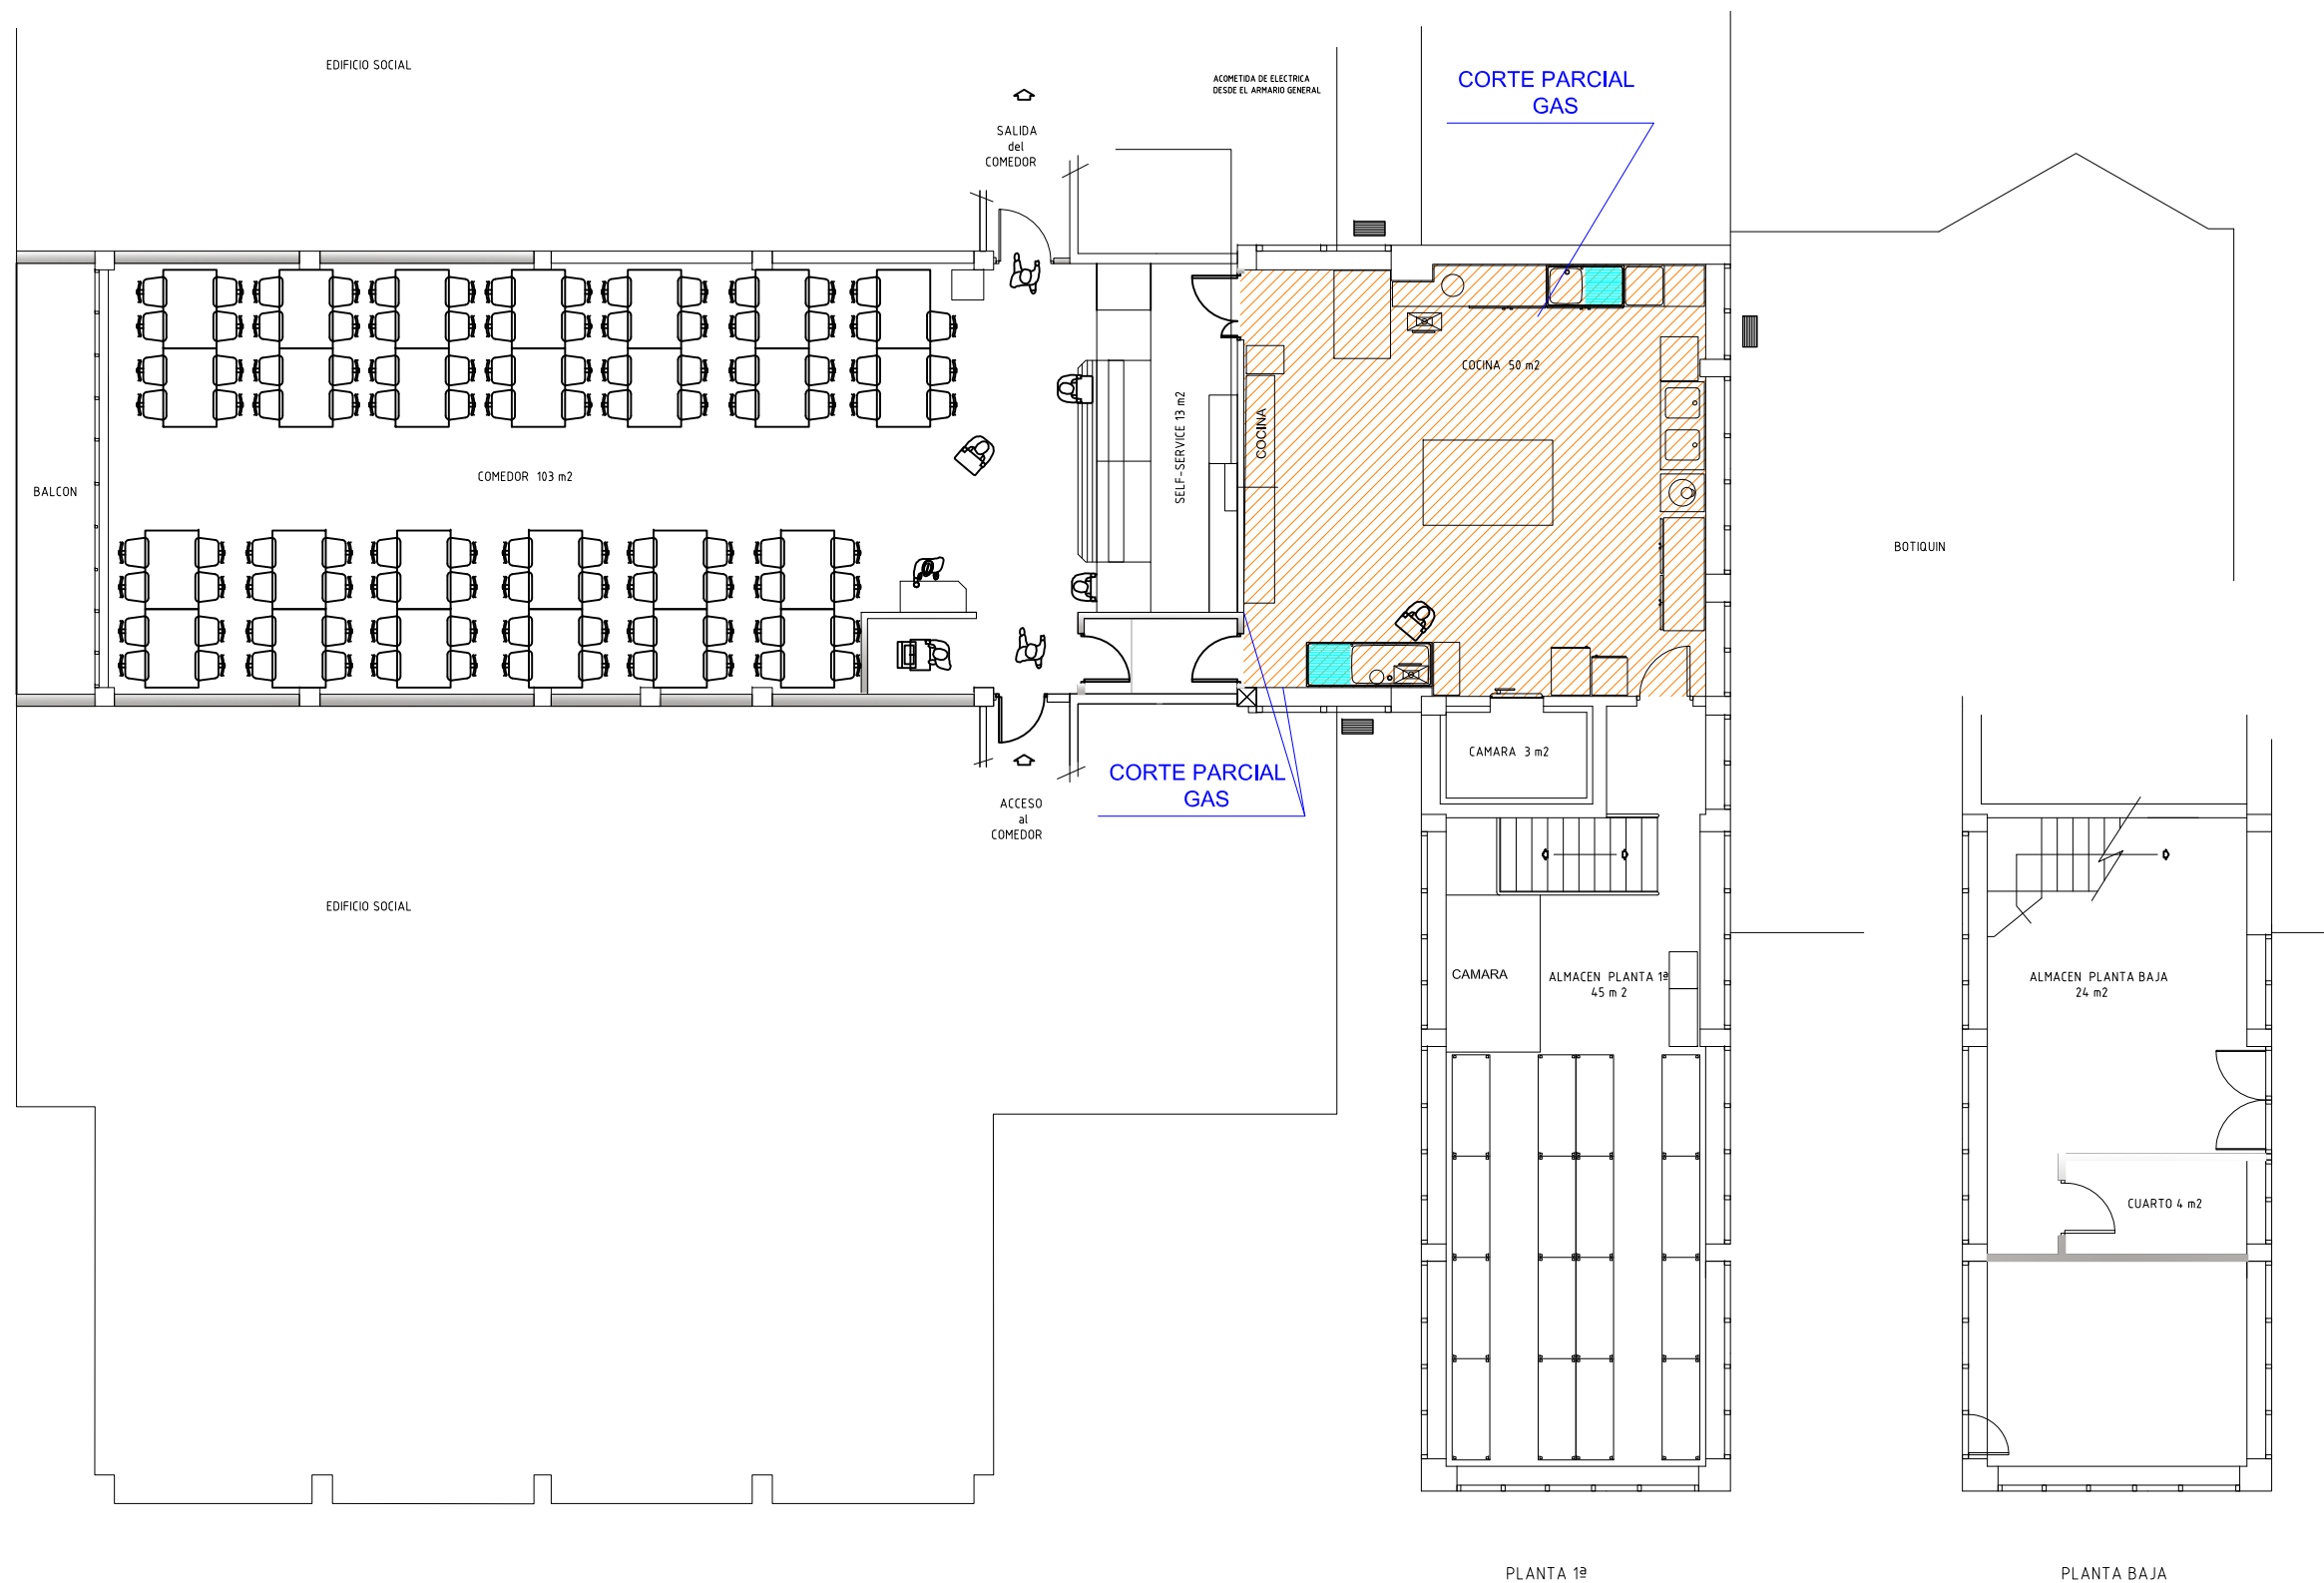 EDIFICIO SOCIAL
ACOMETIDA DE ELECTRICA
DESDE EL ARMARIO GENERAL
CORTE PARCIAL
GAS
SALIDA
del
COMEDOR
COCINA 50 m2
COCINA
SELF-SERVICE 13 m2
COMEDOR 103 m2
BALCON
BOTIQUIN
CAMARA 3 m2
CORTE PARCIAL
GAS
ACCESO
al
COMEDOR
EDIFICIO SOCIAL
CAMARA
ALMACEN PLANTA 1ª
45 m 2
ALMACEN PLANTA BAJA
24 m2
CUARTO 4 m2
PLANTA 1ª
PLANTA BAJA